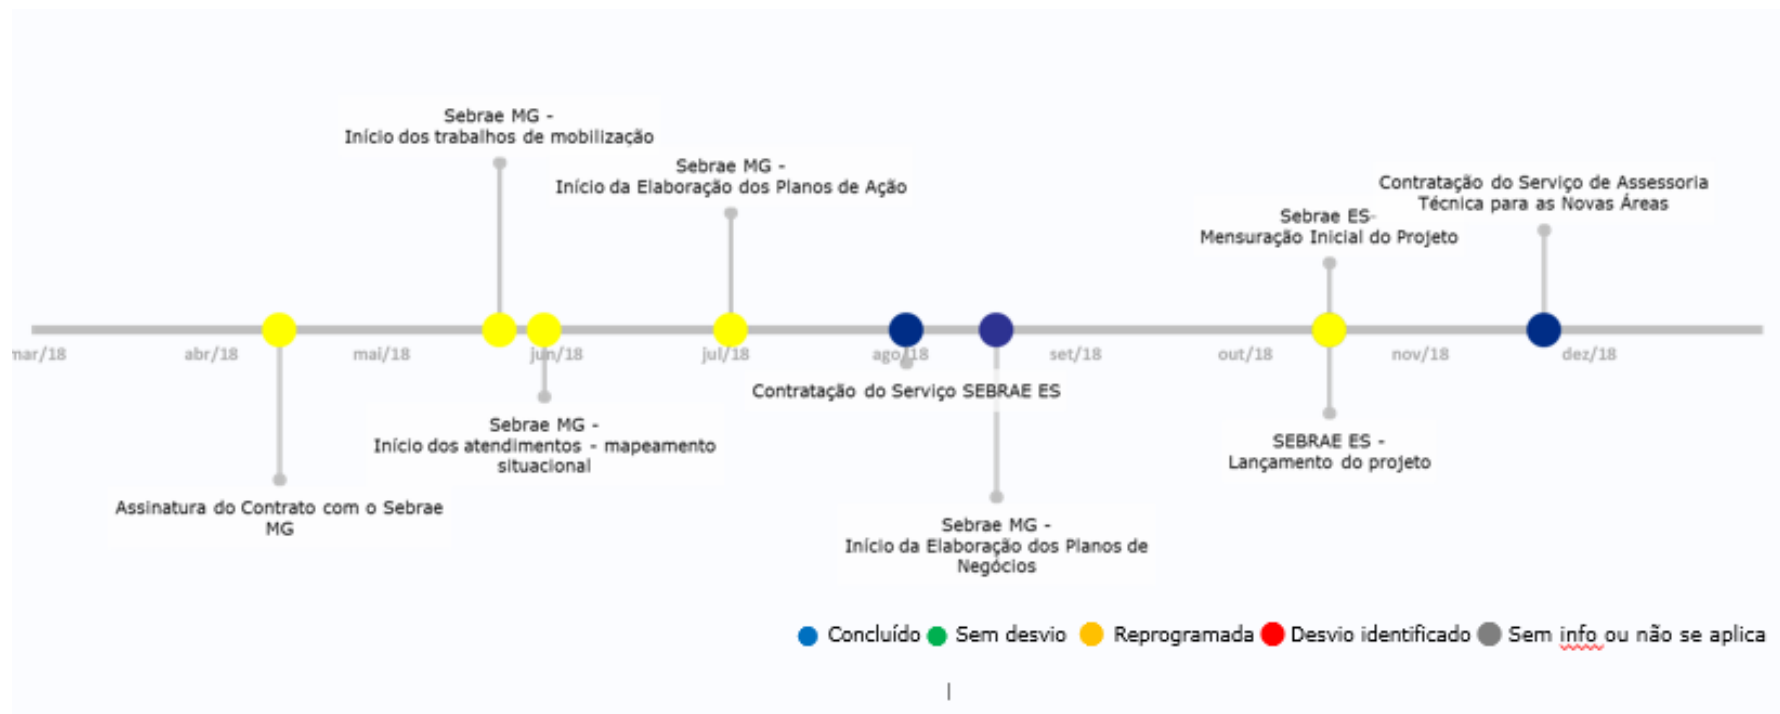 Sebrae MG -
Início dos trabalhos de mobilização
Sebrae MG -
Início da Elaboração dos Planos de Ação
Contratação do Serviço de Assessoria
Técnica para as Novas Áreas
Sebrae ES-
Mensuração Inicial do Projeto
mar/18 abr/18 mai/18 jun/18 jul/18 ago/18 set/18 out/18 nov/18 dez/18
Contratação do Serviço SEBRAE ES
Sebrae MG -
Início dos atendimentos - mapeamento
situacional
SEBRAE ES -
Lançamento do projeto
Assinatura do Contrato com o Sebrae
MG
Sebrae MG -
Início da Elaboração dos Planos de
Negócios
Concluído Sem desvio Reprogramada Desvio identificado Sem info ou não se aplica